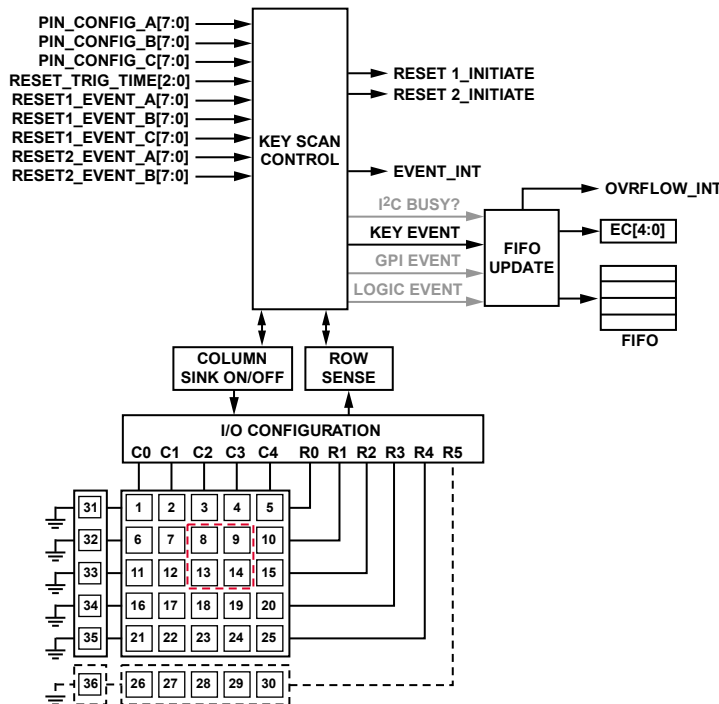 PIN_CONFIG_A[7:0]
PIN_CONFIG_B[7:0]
PIN_CONFIG_C[7:0]
RESET_TRIG_TIME[2:0]
RESET1_EVENT_A[7:0]
RESET1_EVENT_B[7:0]
RESET1_EVENT_C[7:0]
RESET2_EVENT_A[7:0]
RESET2_EVENT_B[7:0]
KEY SCAN
CONTROL
RESET 1_INITIATE
RESET 2_INITIATE
EVENT_INT
I2C BUSY?
KEY EVENT
GPI EVENT
LOGIC EVENT
FIFO
UPDATE
OVRFLOW_INT
EC[4:0]
FIFO
COLUMN
SINK ON/OFF
ROW
SENSE
I/O CONFIGURATION
C0 C1 C2 C3 C4 R0 R1 R2 R3 R4 R5
31 1 2 3 4 5
32 6 7 8 9 10
33 11 12 13 14 15
34 16 17 18 19 20
35 21 22 23 24 25
36 26 27 28 29 30